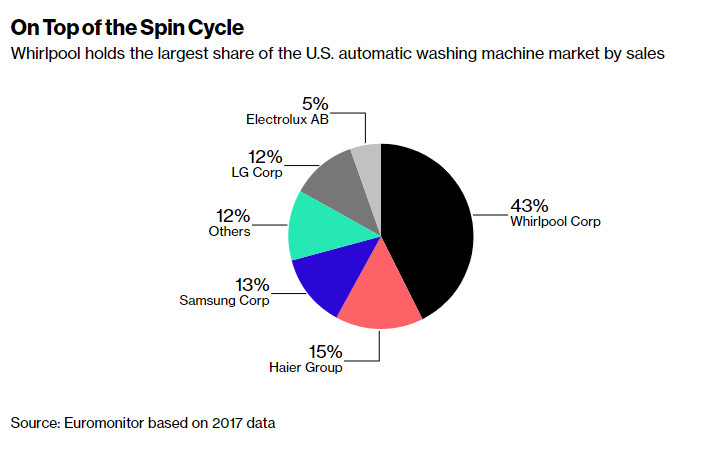 On Top of the Spin Cycle
Whirlpool holds the largest share of the U.S. automatic washing machine market by sales
5%
Electrolux AB
12%
LG Corp
12%
Others
13%
Samsung Corp
15%
Haier Group
43%
Whirlpool Corp
Source: Euromonitor based on 2017 data